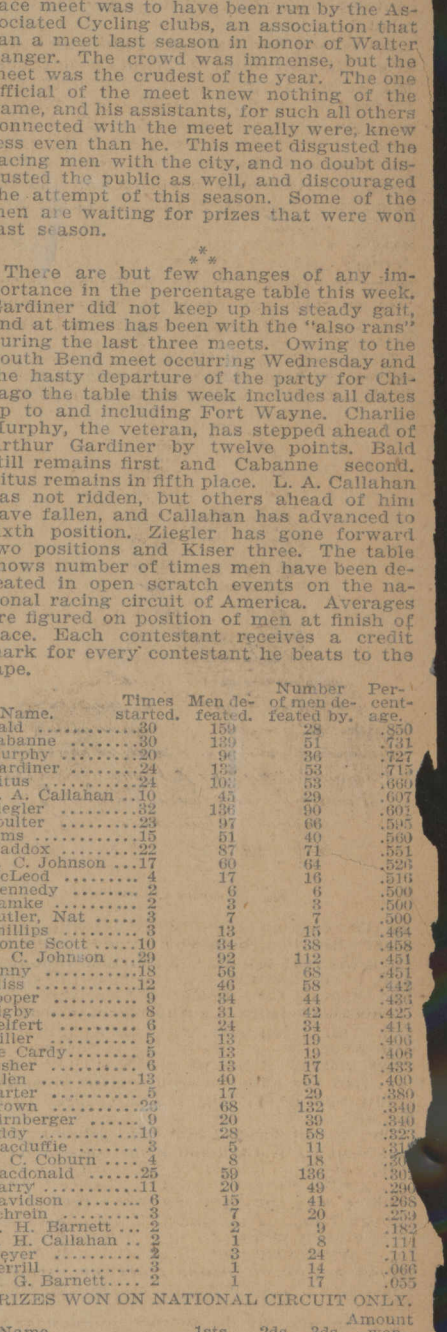 ace meet was to have been run by the As-
ociated Cycling clubs, an association that
an a meet last season in honor of Walter
anger. The crowd was immense, but the
meet was the crudest of the year. The one
fficial of the meet knew nothing of the
ame, and his assistants, for such all others
onnected with the meet really were, knew
ess even than he. This meet disgusted the
acing men with the city, and no doubt dis-
usted the public as well, and discouraged
he attempt of this season. Some of the
men are waiting for prizes that were won
ast season.
* * *
There are but few changes of any im-
ortance in the percentage table this week.
ardiner did not keep up his steady gait,
nd at times has been with the "also rans"
uring the last three meets. Owing to the
outh Bend meet occurring Wednesday and
he hasty departure of the party for Chi-
ago the table this week includes all dates
p to and including Fort Wayne. Charlie
urphy, the veteran, has stepped ahead of
rthur Gardiner by twelve points. Bald
till remains first and Cabanne second.
itus remains in fifth place. L. A. Callahan
as not ridden, but others ahead of him
ave fallen, and Callahan has advanced to
ixth position. Ziegler has gone forward
wo positions and Kiser three. The table
hows number of times men have been de-
eated in open scratch events on the na-
onal racing circuit of America. Averages
re figured on position of men at finish of
ace. Each contestant receives a credit
ark for every contestant he beats to the
ape.
Number Per-
Times Men de- of men de- cent-
Name. started. feated. feated by. age.
ald ............30 159 28 .850
abanne ........30 139 51 .731
urphy ........20 96 36 .727
ardiner ........24 133 53 .715
itus ...........24 103 53 .660
. A. Callahan ..10 45 29 .607
iegler .........32 136 90 .601
oulter .........23 97 66 .595
ms ...........15 51 40 .560
addox ........22 87 71 .551
. C. Johnson ...17 60 64 .526
cLeod ......... 4 17 16 .516
ennedy ........ 2 6 6 .500
amke ......... 2 3 3 .500
utler, Nat ..... 3 7 7 .500
hillips ......... 3 13 15 .464
onte Scott .....10 34 38 .458
. C. Johnson ...29 92 112 .451
nny ...........18 56 68 .451
iss ............12 46 58 .442
ooper ......... 9 34 44 .436
igby .......... 8 31 42 .425
eifert ......... 6 24 34 .414
iller .......... 5 13 19 .406
e Cardy....... 5 13 19 .406
sher .......... 6 13 17 .433
llen ..........13 40 51 .400
arter ......... 5 17 29 .380
rown .........26 68 132 .340
irnberger ..... 9 20 39 .340
ddy ...........10 28 58 .323
acduffie ....... 3 5 11
. C. Coburn .... 4 8 18
acdonald ......25 59 136
arry ...........11 20 49 .290
avidson ....... 6 15 41 .268
chrein ......... 3 7 20 .259
. H. Barnett ... 2 2 9 .182
. H. Callahan .. 2 1 8 .111
eyer .......... 2 3 24 .111
errill .......... 3 1 14 .066
. G. Barnett.... 2 1 17 .055
RIZES WON ON NATIONAL CIRCUIT ONLY.
Amount
Name. 1sts. 2ds. 3ds.